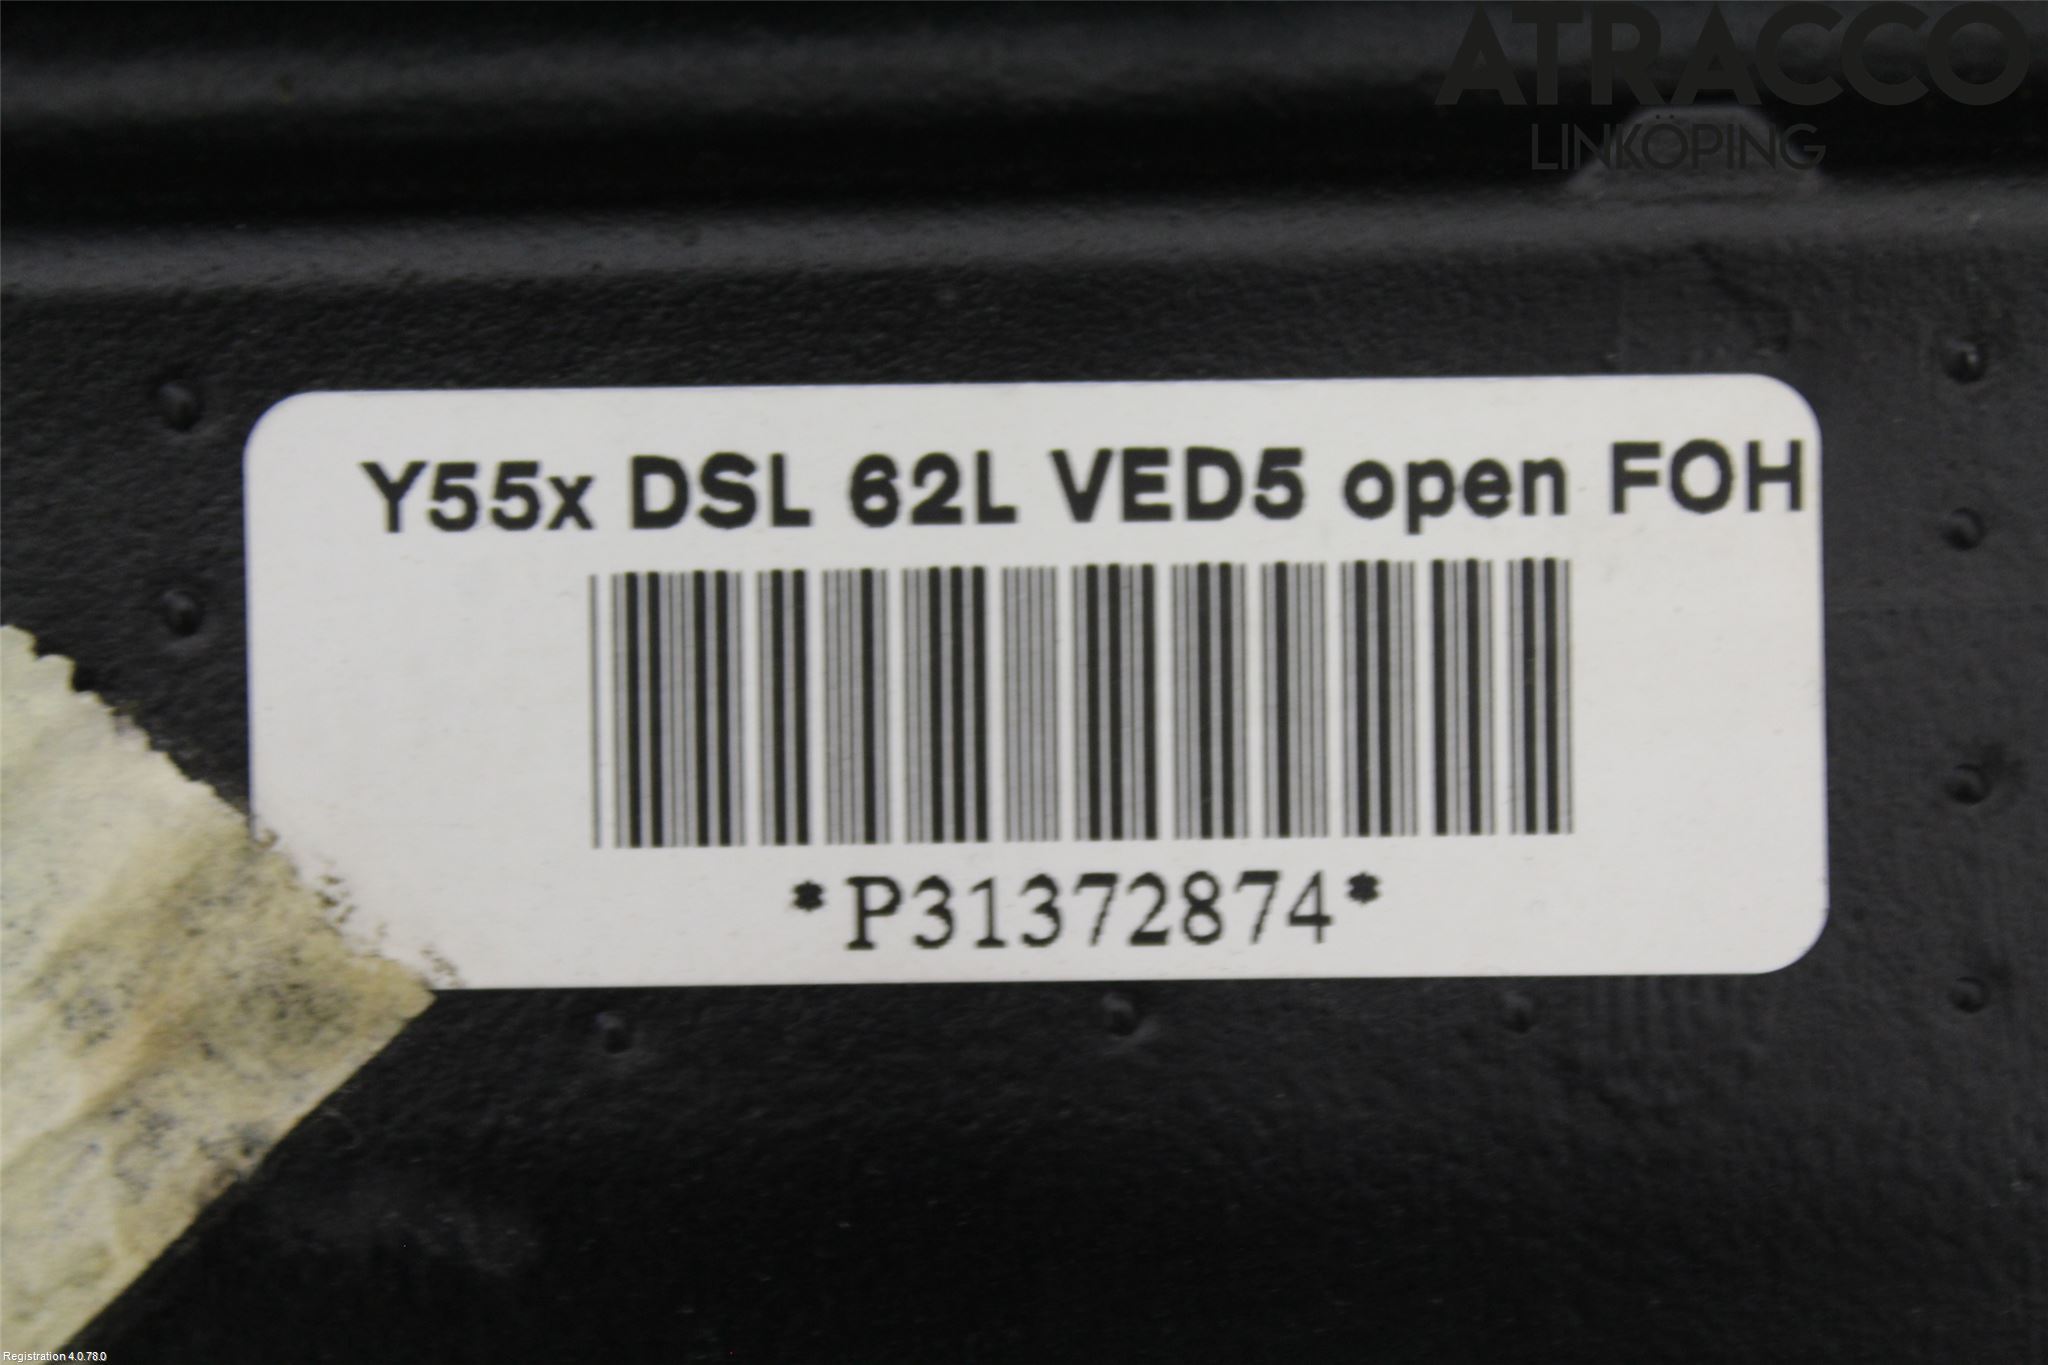 ATRACCO
LINKÖPING
Y55x DSL 62L VED5 open FOH
*P31372874*
Registration 4.0.78.0